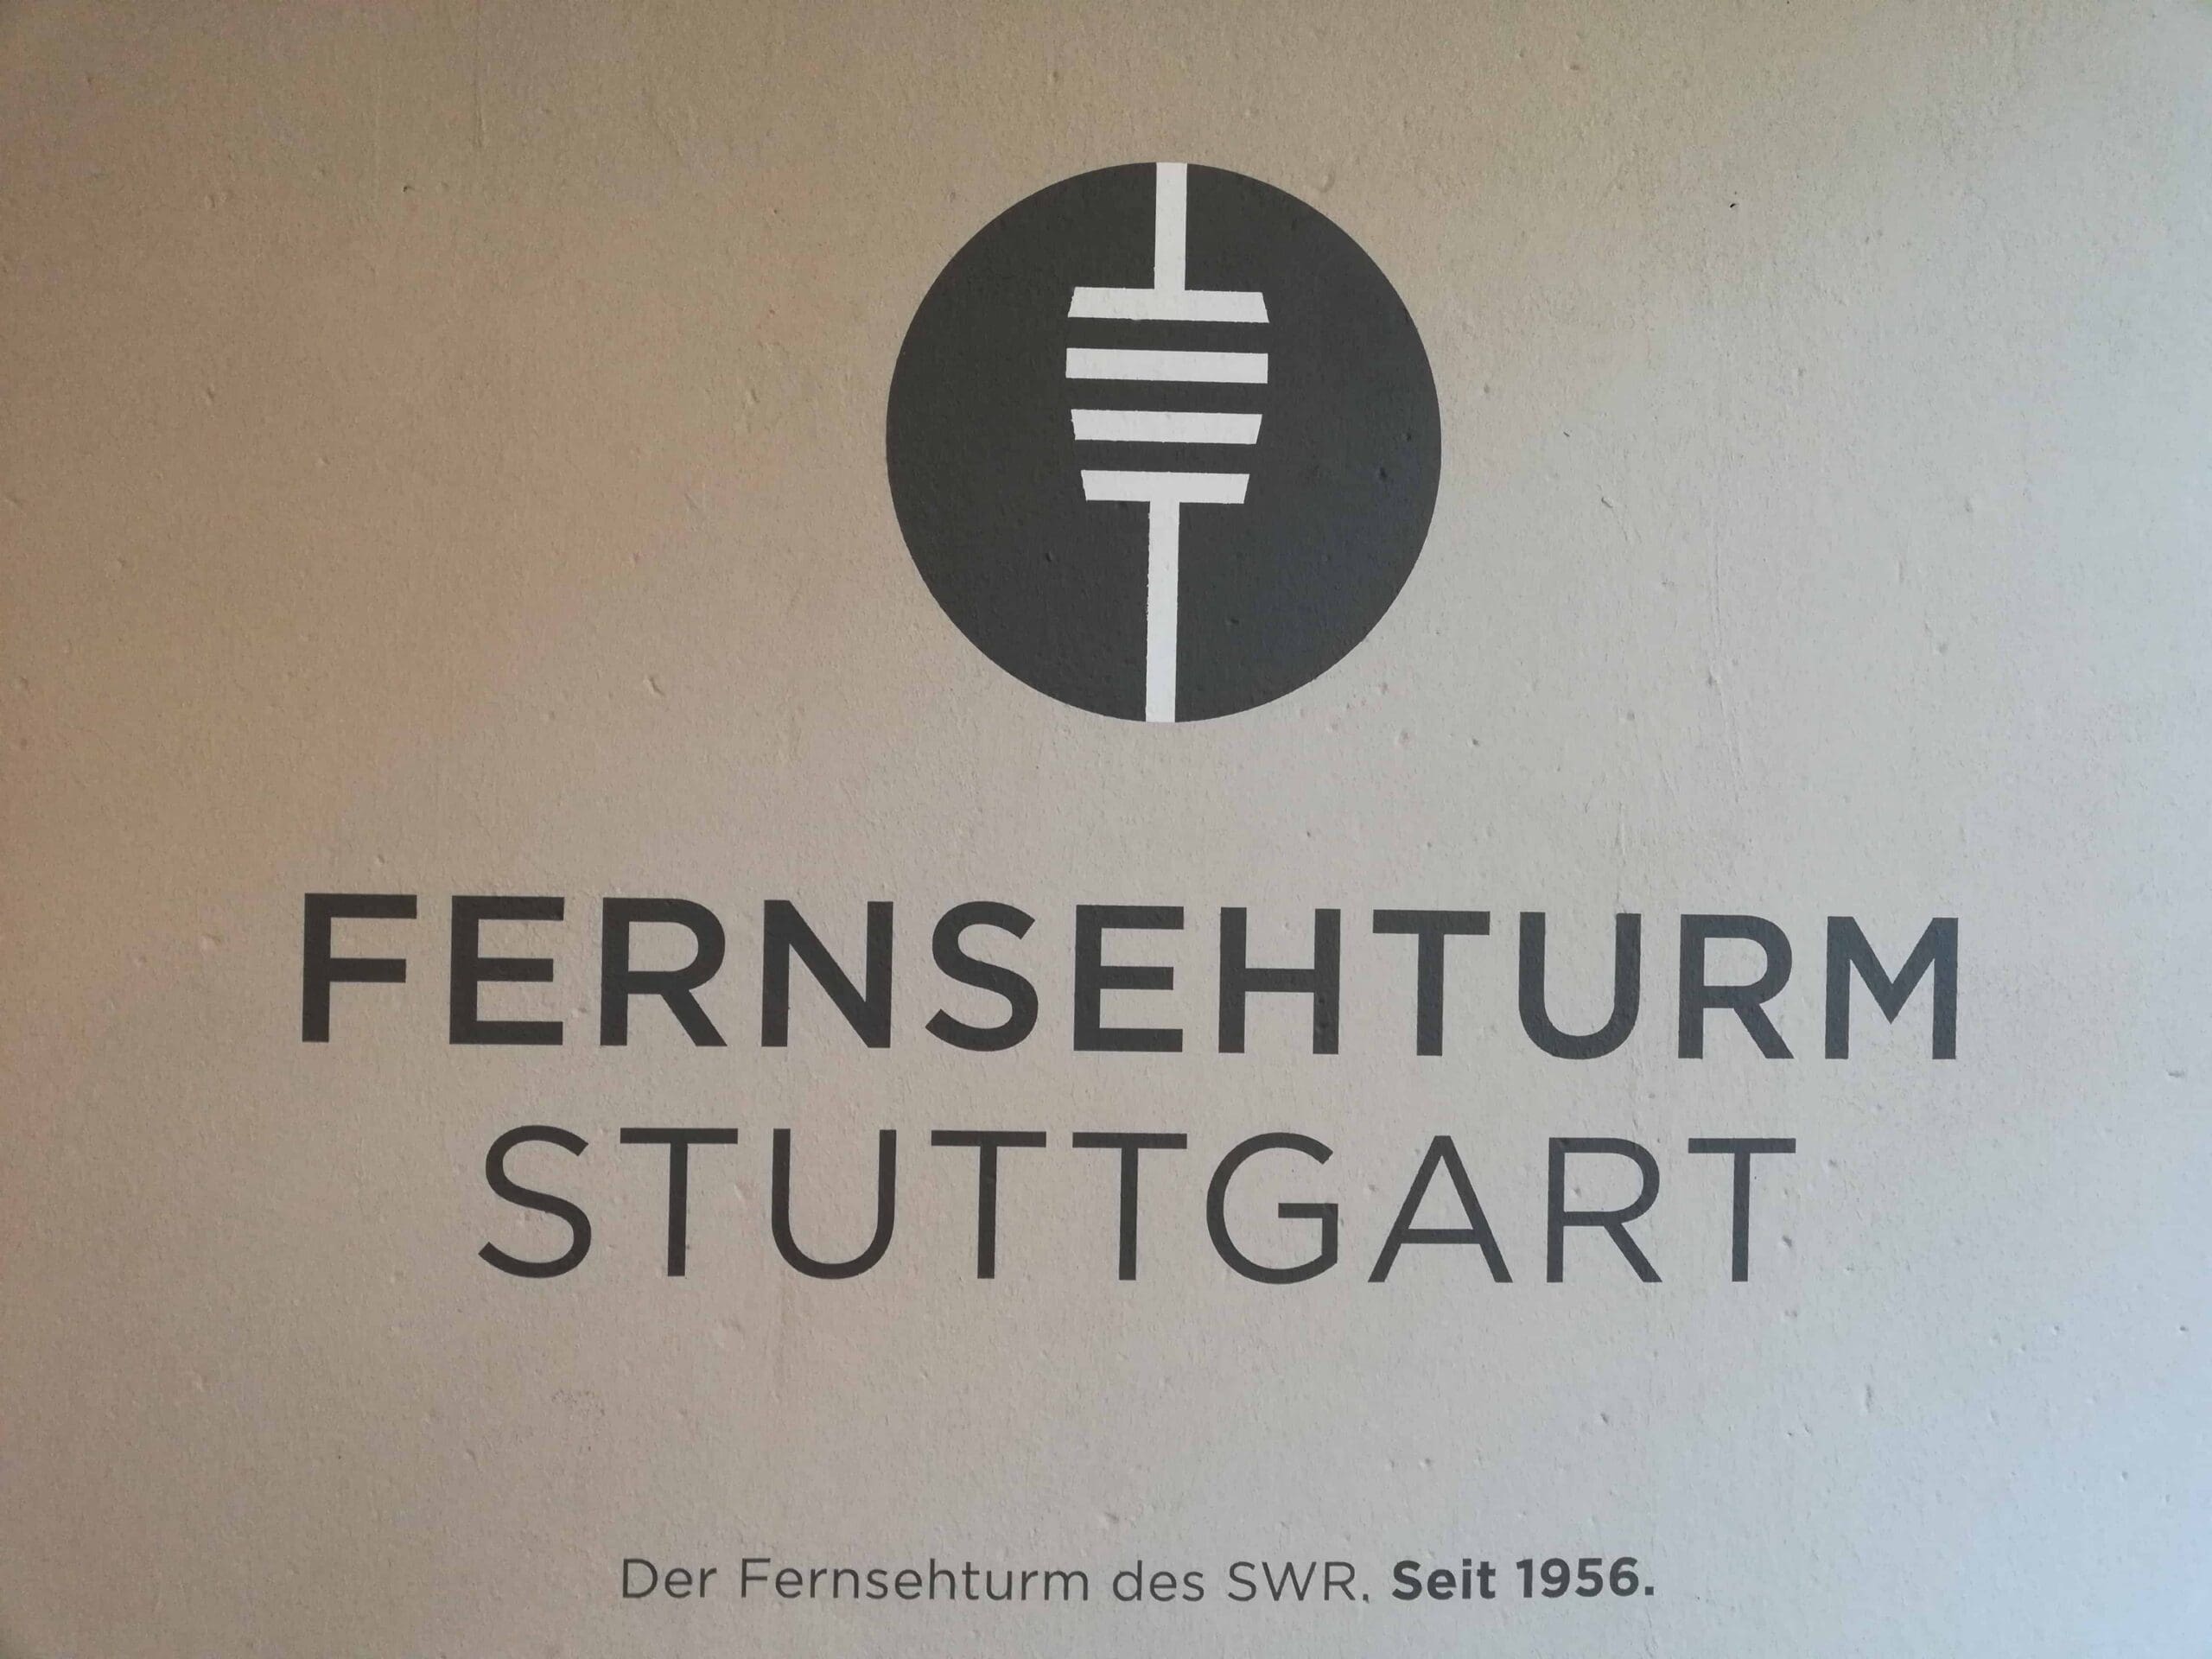 FERNSEHTURM
STUTTGART
Der Fernsehturm des SWR. Seit 1956.